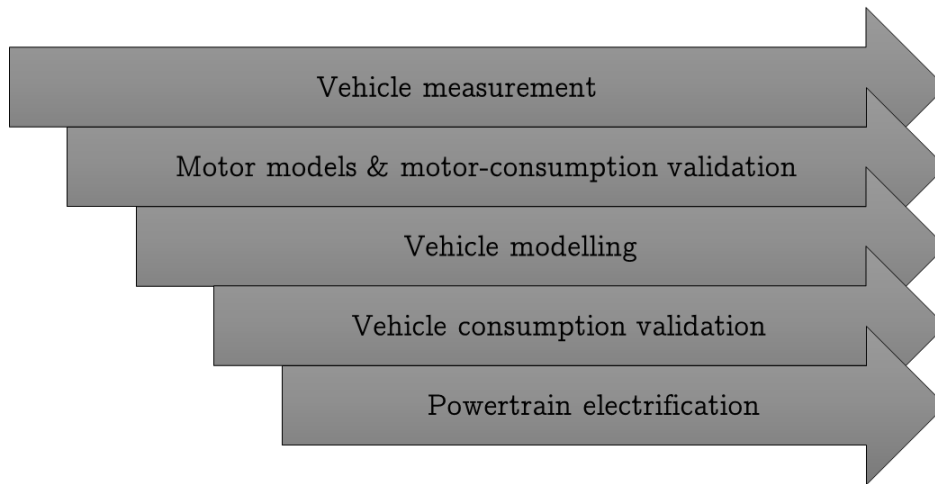 Vehicle measurement
Motor models & motor-consumption validation
Vehicle modelling
Vehicle consumption validation
Powertrain electrification